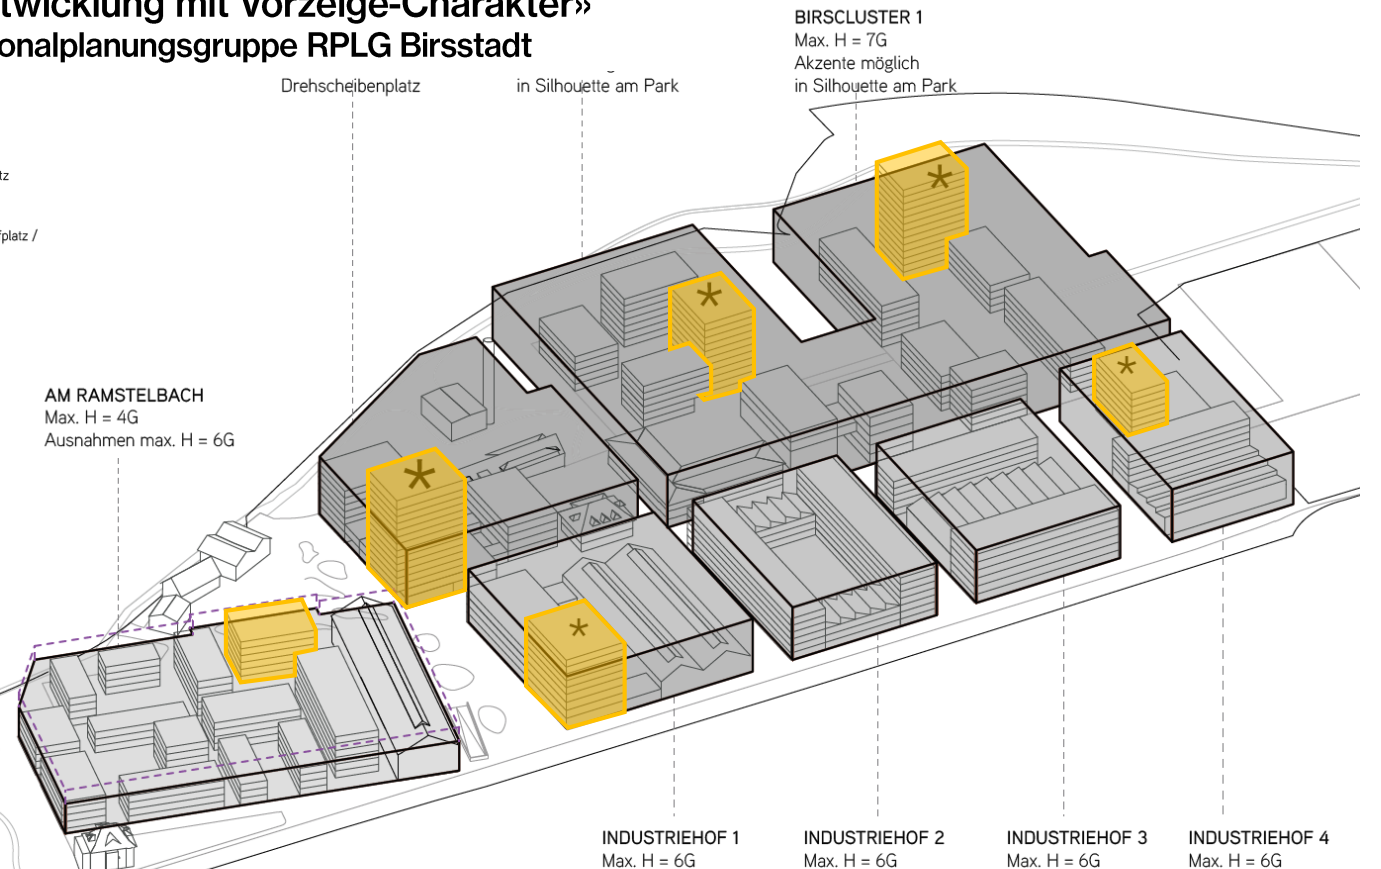 twicklung mit Vorzeige-Charakter»
onalplanungsgruppe RPLG Birsstadt
BIRSCLUSTER 1
Max. H = 7G
Akzente möglich
in Silhouette am Park
Drehscheibenplatz
in Silhouette am Park
tz
fplatz /
AM RAMSTELBACH
Max. H = 4G
Ausnahmen max. H = 6G
*
*
*
*
*
INDUSTRIEHOF 1
Max. H = 6G
INDUSTRIEHOF 2
Max. H = 6G
INDUSTRIEHOF 3
Max. H = 6G
INDUSTRIEHOF 4
Max. H = 6G